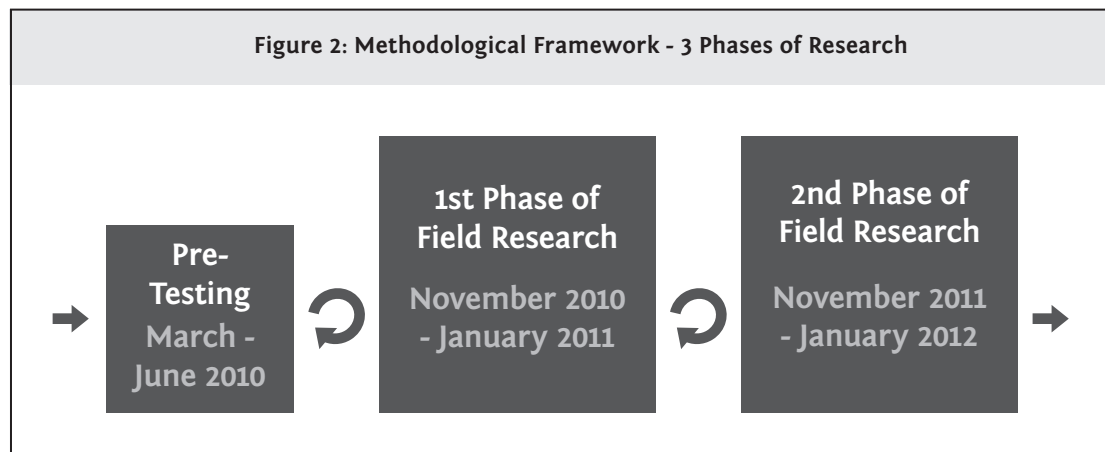 Figure 2: Methodological Framework - 3 Phases of Research
Pre-
Testing
March -
June 2010
1st Phase of
Field Research
November 2010
- January 2011
2nd Phase of
Field Research
November 2011
- January 2012